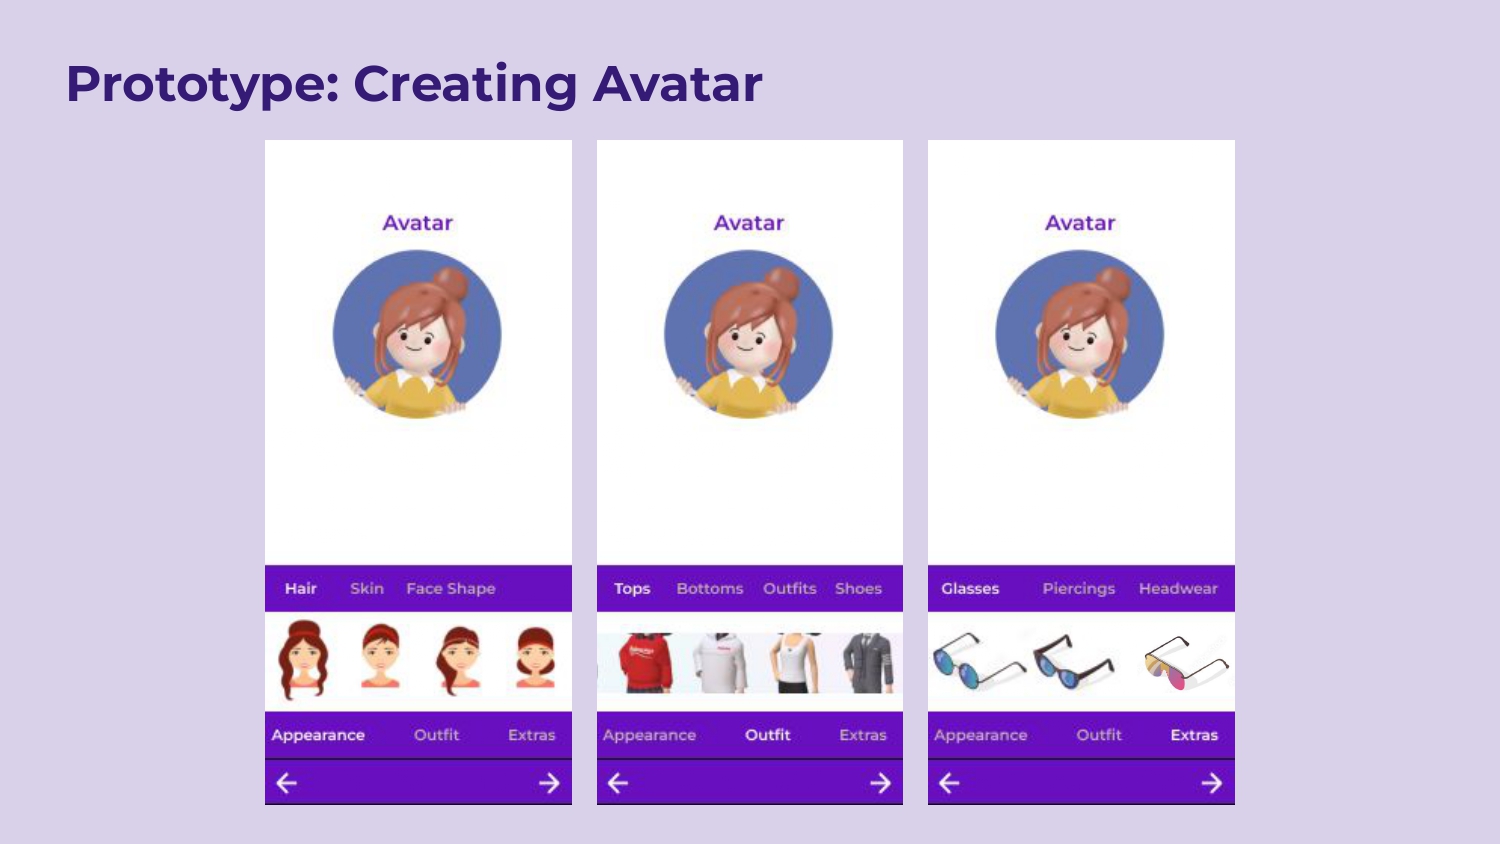 Prototype: Creating Avatar
Avatar
Hair Skin Face Shape
Appearance Outfit Extras
Avatar
Tops Bottoms Outfits Shoes
Appearance Outfit Extras
Avatar
Glasses Piercings Headwear
Appearance Outfit Extras